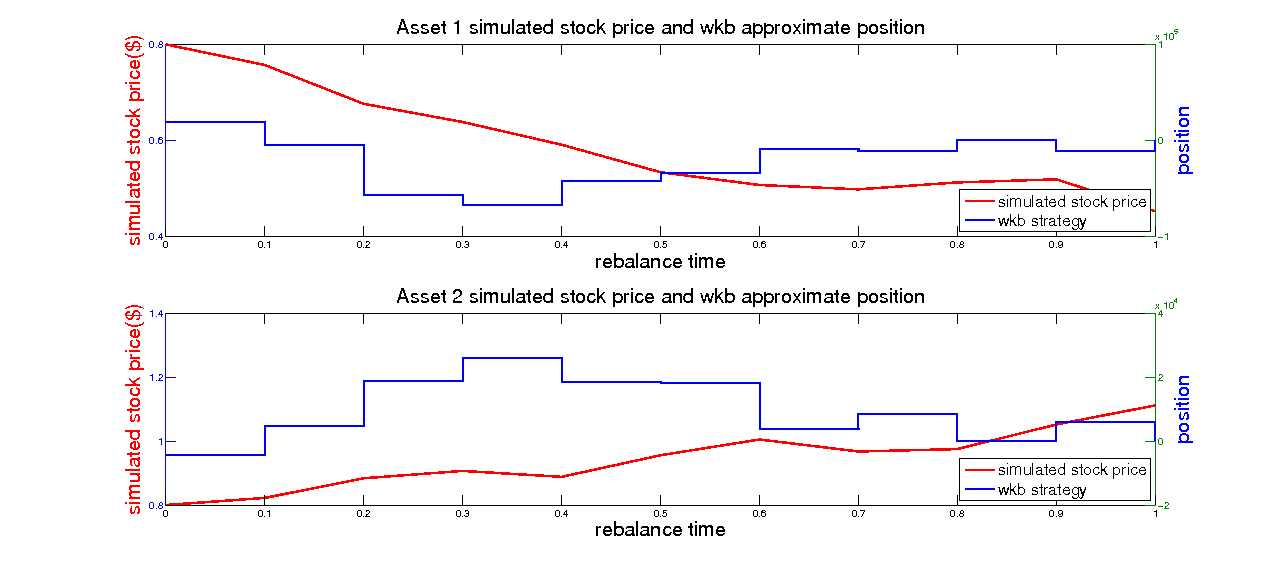 Asset 1 simulated stock price and wkb approximate position
x 10^5
simulated stock price($)
0.8
0.6
0.4
1
0
-1
position
simulated stock price
wkb strategy
0 0.1 0.2 0.3 0.4 0.5 0.6 0.7 0.8 0.9 1
rebalance time
Asset 2 simulated stock price and wkb approximate position
x 10^4
simulated stock price($)
1.4
1.2
1
0.8
4
2
0
-2
position
simulated stock price
wkb strategy
0 0.1 0.2 0.3 0.4 0.5 0.6 0.7 0.8 0.9 1
rebalance time